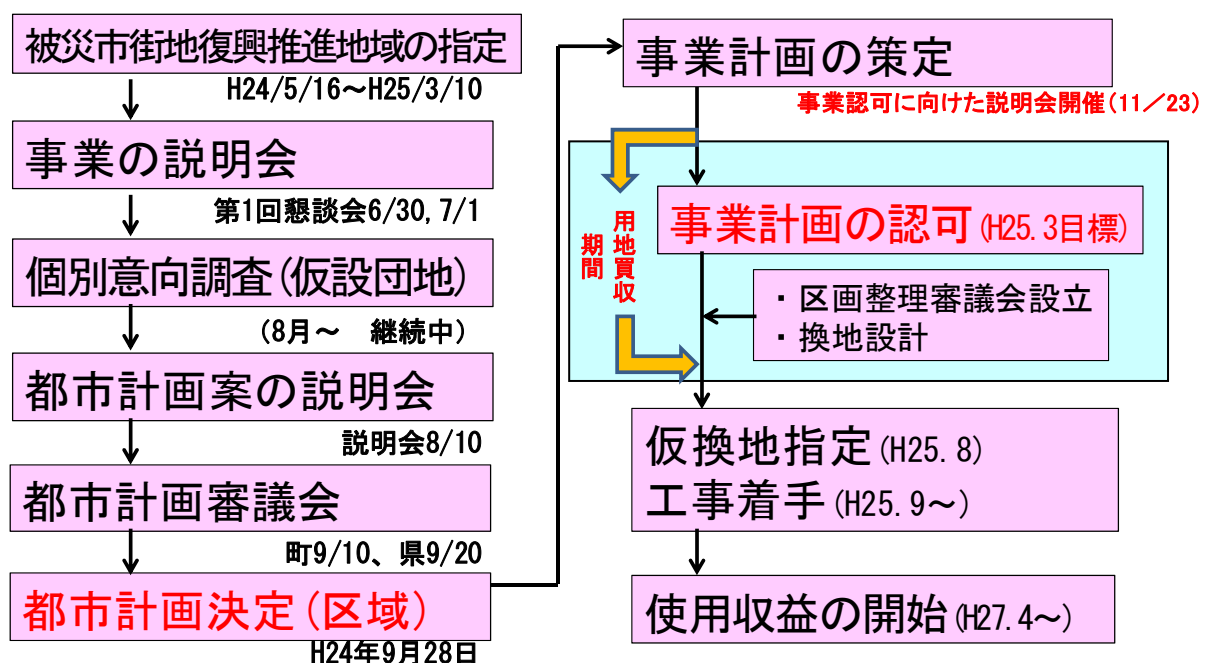 被災市街地復興推進地域の指定
H24/5/16～H25/3/10
事業の説明会
第1回懇談会6/30, 7/1
個別意向調査(仮設団地)
(8月～　継続中)
都市計画案の説明会
説明会8/10
都市計画審議会
町9/10、県9/20
都市計画決定(区域)
H24年9月28日
事業計画の策定
事業認可に向けた説明会開催(11／23)
用地買収
期間
事業計画の認可(H25. 3目標)
・区画整理審議会設立
・換地設計
仮換地指定(H25. 8)
工事着手(H25. 9～)
使用収益の開始(H27. 4～)